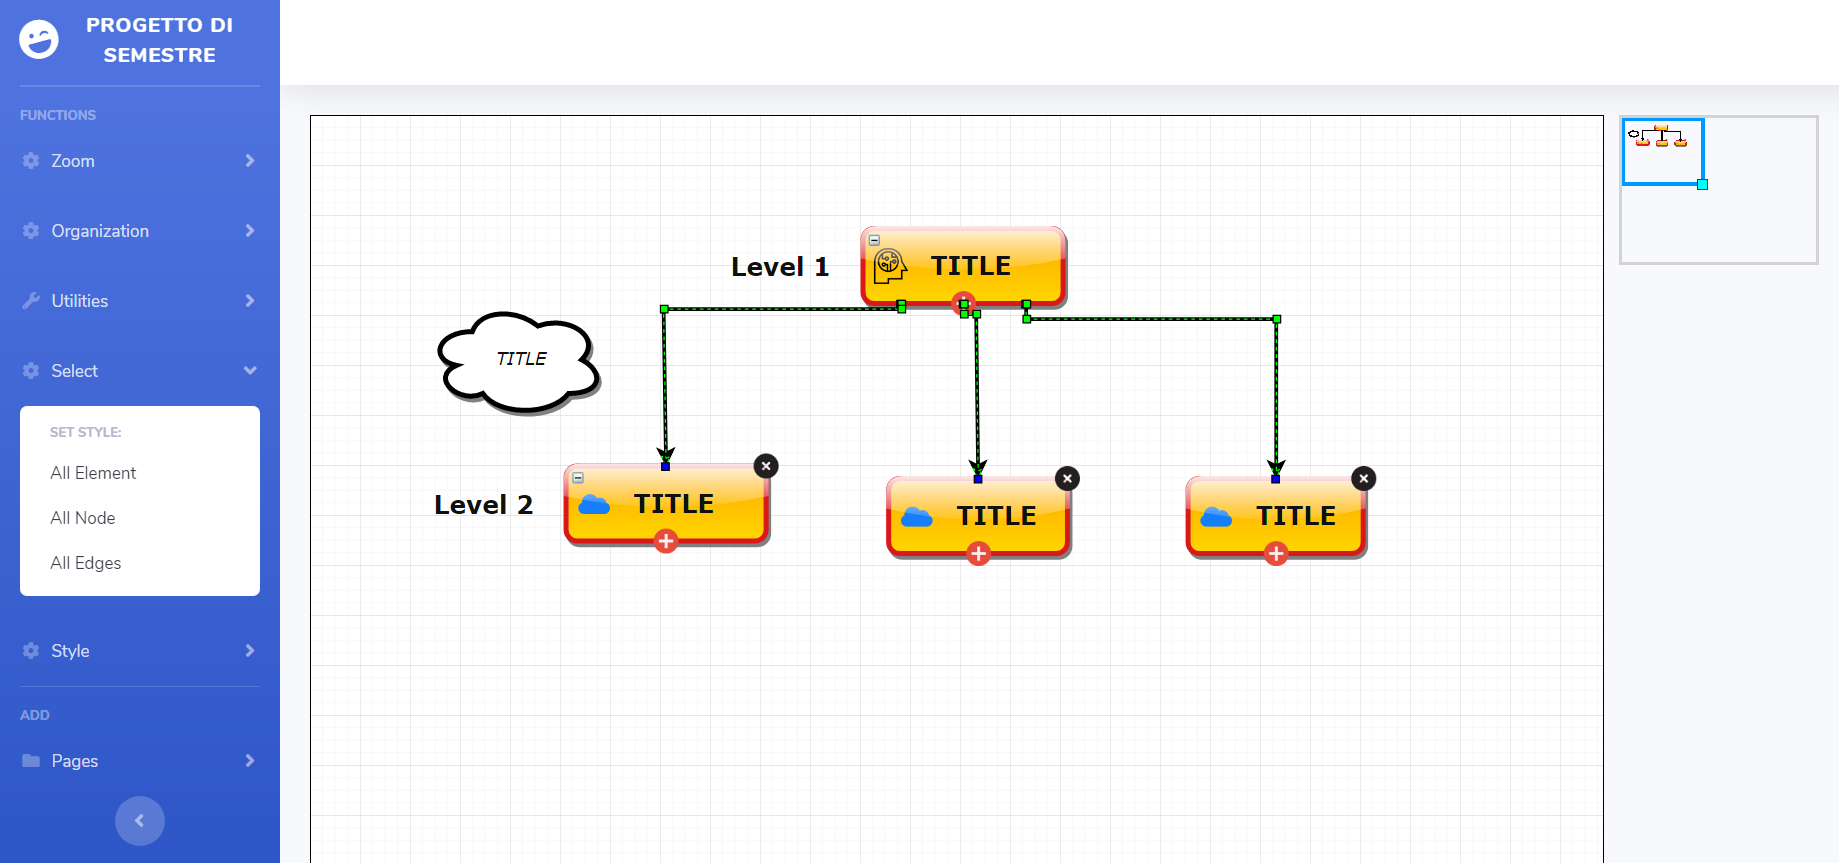 PROGETTO DI
SEMESTRE
FUNCTIONS
Zoom
Organization
Utilities
Select
SET STYLE:
All Element
All Node
All Edges
Style
ADD
Pages
Level 1
TITLE
TITLE
Level 2
TITLE
TITLE
TITLE